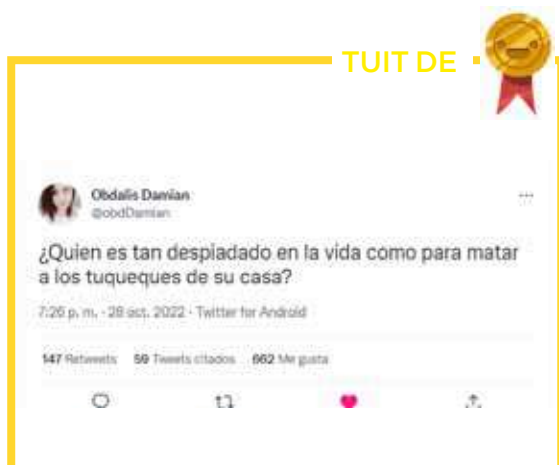 TUIT DE
Obdalis Damian
@obdDamian
¿Quien es tan despiadado en la vida como para matar
a los tuqueques de su casa?
7:26 p. m. · 28 oct. 2022 · Twitter for Android
147 Retweets 59 Tweets citados 662 Me gusta